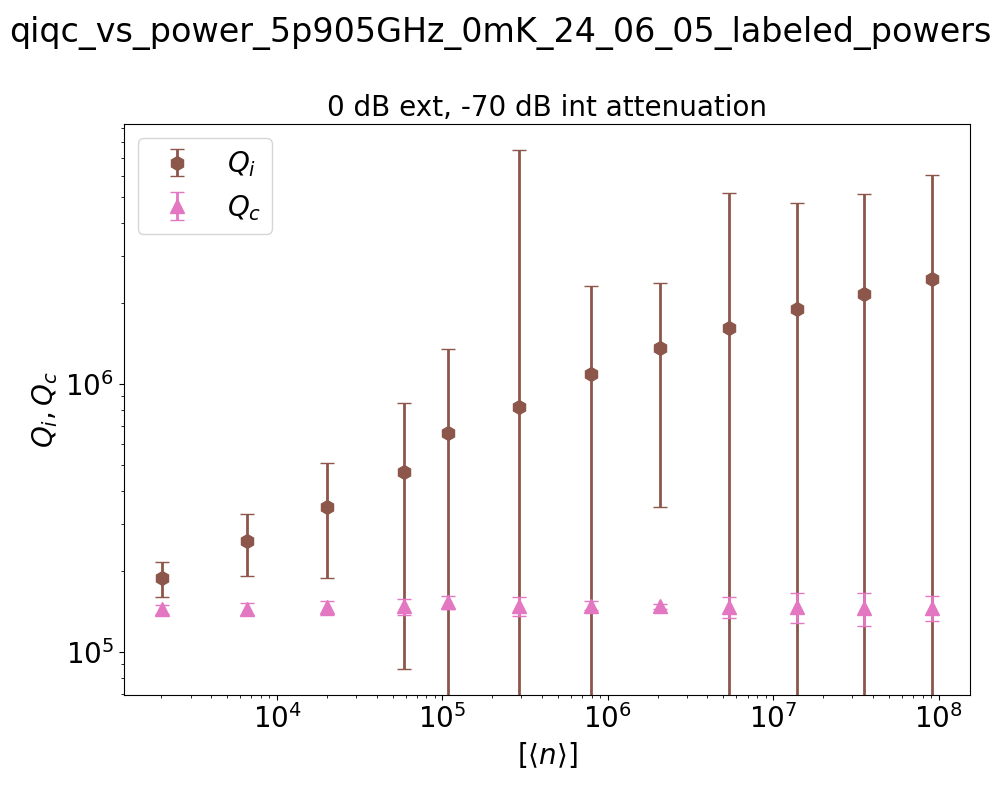 qiqc_vs_power_5p905GHz_0mK_24_06_05_labeled_powers
0 dB ext, -70 dB int attenuation
Q_i
Q_c
Q_i, Q_c
10^6
10^5
10^4 10^5 10^6 10^7 10^8
[⟨n⟩]